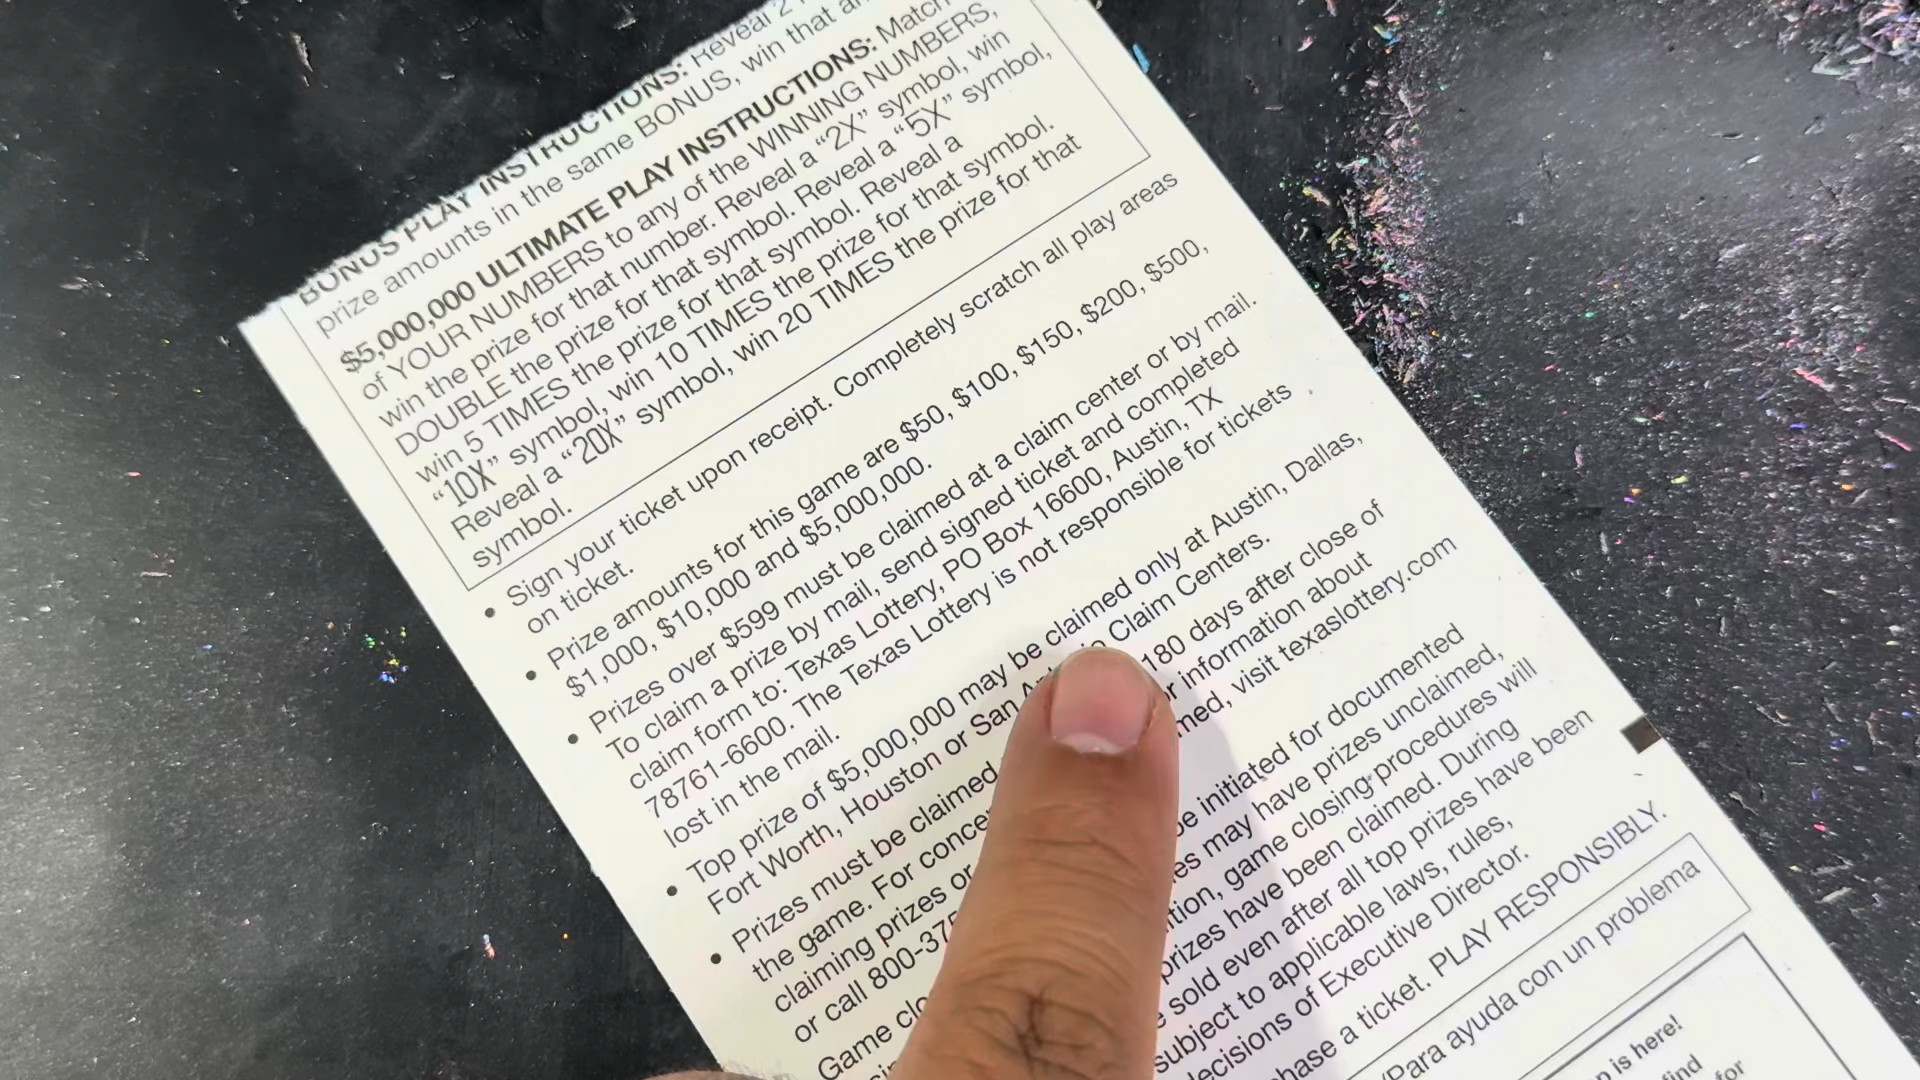 BONUS PLAY INSTRUCTIONS: Reveal 2
prize amounts in the same BONUS, win that
$5,000,000 ULTIMATE PLAY INSTRUCTIONS: Match
of YOUR NUMBERS to any of the WINNING NUMBERS,
win the prize for that number. Reveal a “2X” symbol, win
DOUBLE the prize for that symbol. Reveal a “5X” symbol,
win 5 TIMES the prize for that symbol. Reveal a
“10X” symbol, win 10 TIMES the prize for that symbol.
Reveal a “20X” symbol, win 20 TIMES the prize for that
symbol.
• Sign your ticket upon receipt. Completely scratch all play areas
on ticket.
• Prize amounts for this game are $50, $100, $150, $200, $500,
$1,000, $10,000 and $5,000,000.
• Prizes over $599 must be claimed at a claim center or by mail.
To claim a prize by mail, send signed ticket and completed
claim form to: Texas Lottery, PO Box 16600, Austin, TX
78761-6600. The Texas Lottery is not responsible for tickets
lost in the mail.
• Top prize of $5,000,000 may be claimed only at Austin, Dallas,
Fort Worth, Houston or San Claim Centers.
• Prizes must be claimed 180 days after close of
the game. For information about
claiming prizes or visit texaslottery.com
or call
Game be initiated for documented
may have prizes unclaimed,
game closing procedures will
prizes have been claimed. During
sold even after all top prizes have been
subject to applicable laws, rules,
decisions of Executive Director.
a ticket. PLAY RESPONSIBLY.
/Para ayuda con un problema
is here!
find
for